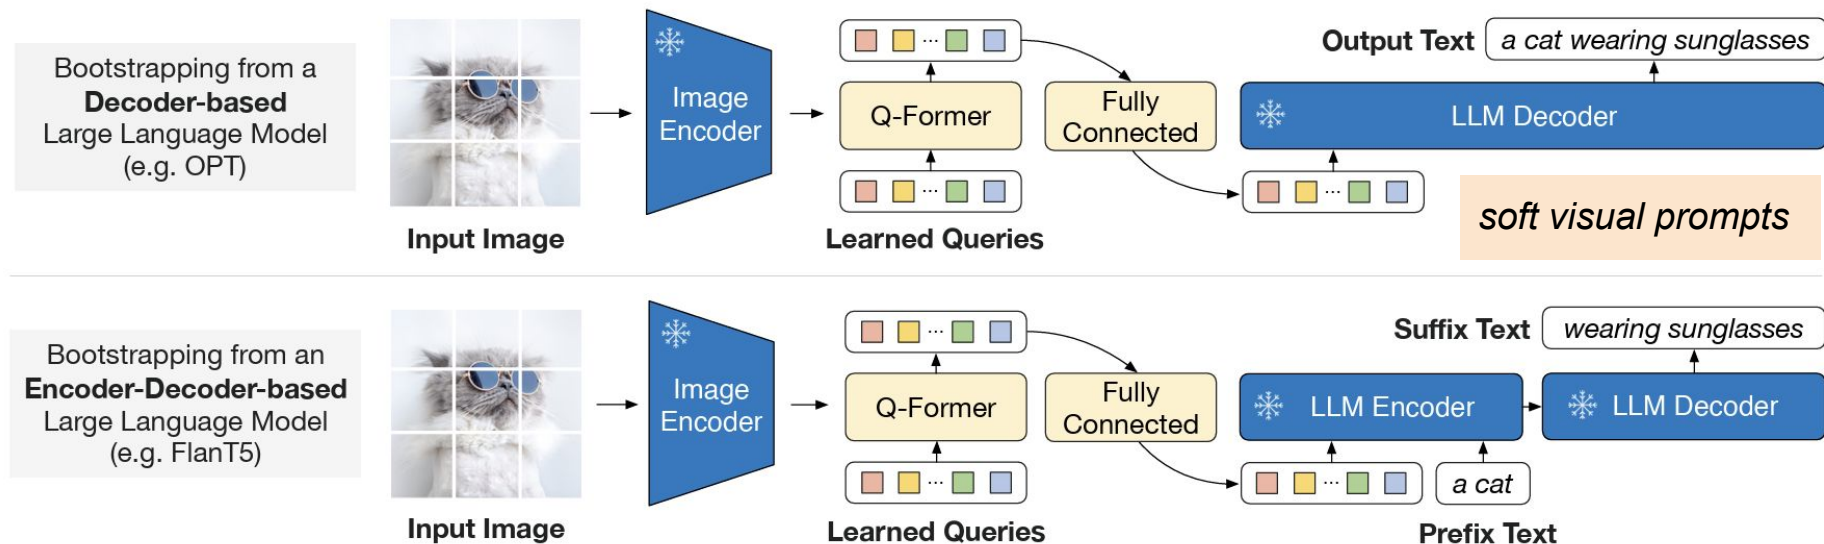 Bootstrapping from a
Decoder-based
Large Language Model
(e.g. OPT)
Input Image
Image
Encoder
Q-Former
Learned Queries
Fully
Connected
Output Text
a cat wearing sunglasses
LLM Decoder
soft visual prompts
Bootstrapping from an
Encoder-Decoder-based
Large Language Model
(e.g. FlanT5)
Input Image
Image
Encoder
Q-Former
Learned Queries
Fully
Connected
Suffix Text
wearing sunglasses
LLM Encoder
LLM Decoder
a cat
Prefix Text